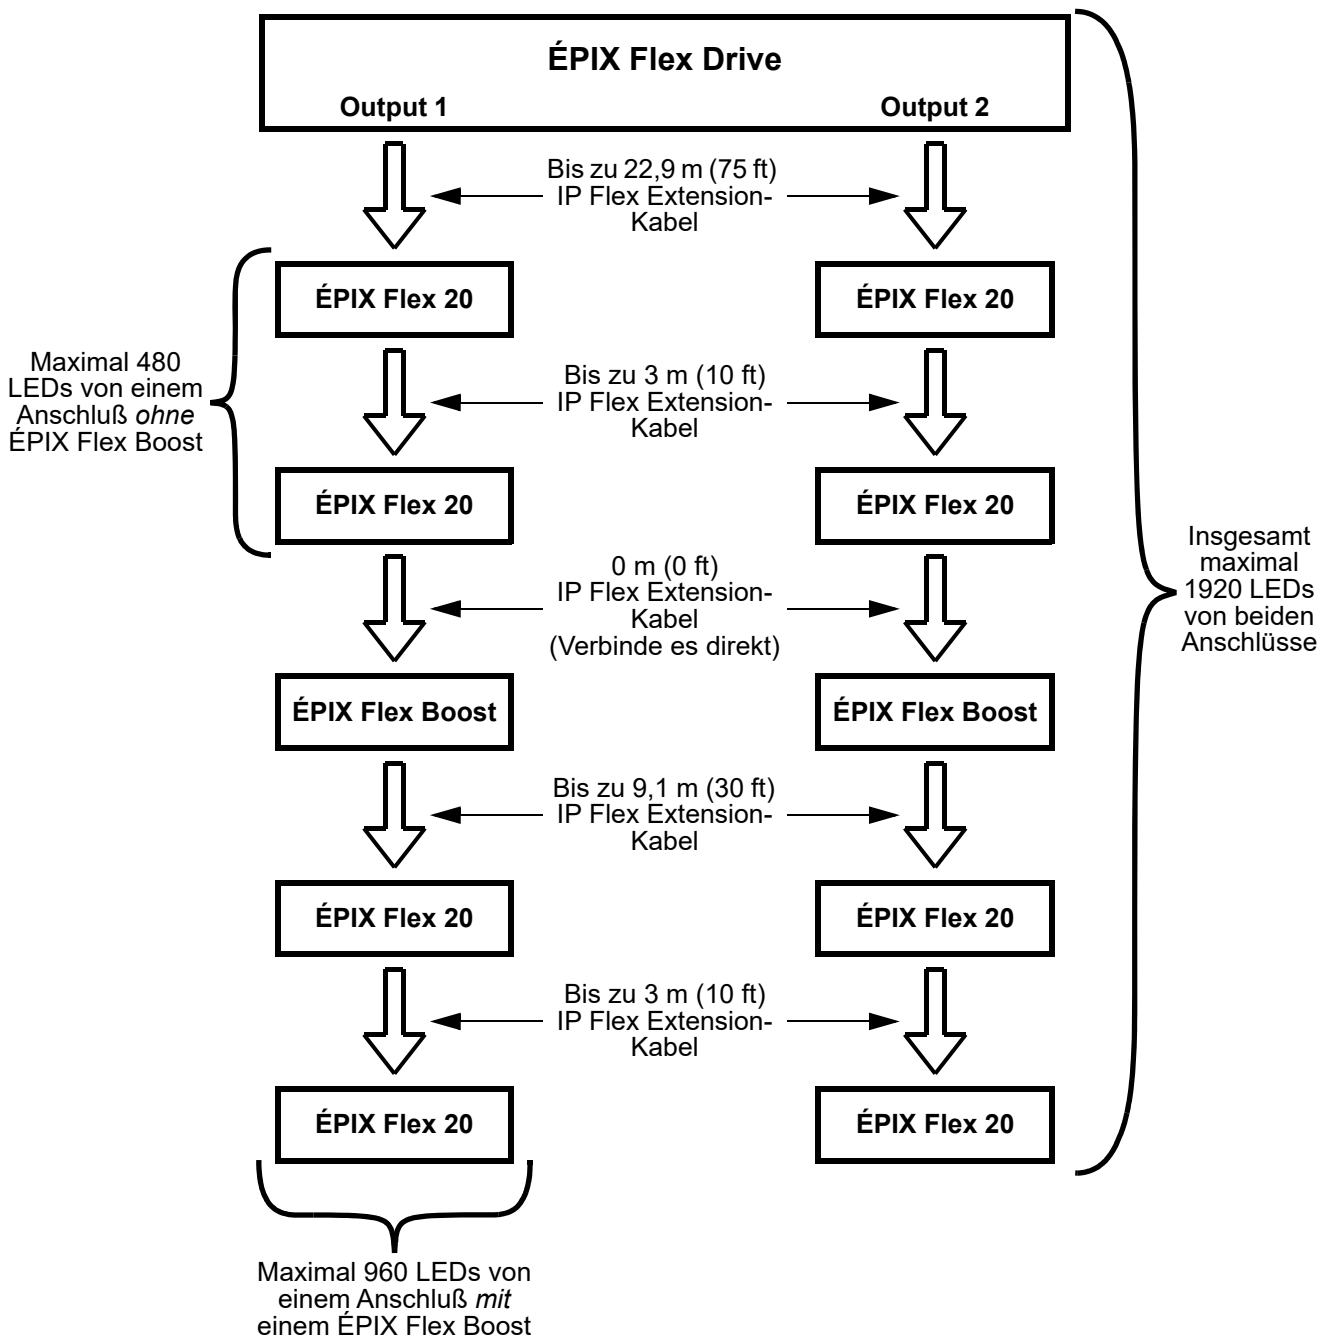 ÉPIX Flex Drive
Output 1
Output 2
Bis zu 22,9 m (75 ft)
IP Flex Extension-
Kabel
ÉPIX Flex 20
ÉPIX Flex 20
Maximal 480
LEDs von einem
Anschluß ohne
ÉPIX Flex Boost
Bis zu 3 m (10 ft)
IP Flex Extension-
Kabel
ÉPIX Flex 20
ÉPIX Flex 20
Insgesamt
maximal
1920 LEDs
von beiden
Anschlüsse
0 m (0 ft)
IP Flex Extension-
Kabel
(Verbinde es direkt)
ÉPIX Flex Boost
ÉPIX Flex Boost
Bis zu 9,1 m (30 ft)
IP Flex Extension-
Kabel
ÉPIX Flex 20
ÉPIX Flex 20
Bis zu 3 m (10 ft)
IP Flex Extension-
Kabel
ÉPIX Flex 20
ÉPIX Flex 20
Maximal 960 LEDs von
einem Anschluß mit
einem ÉPIX Flex Boost